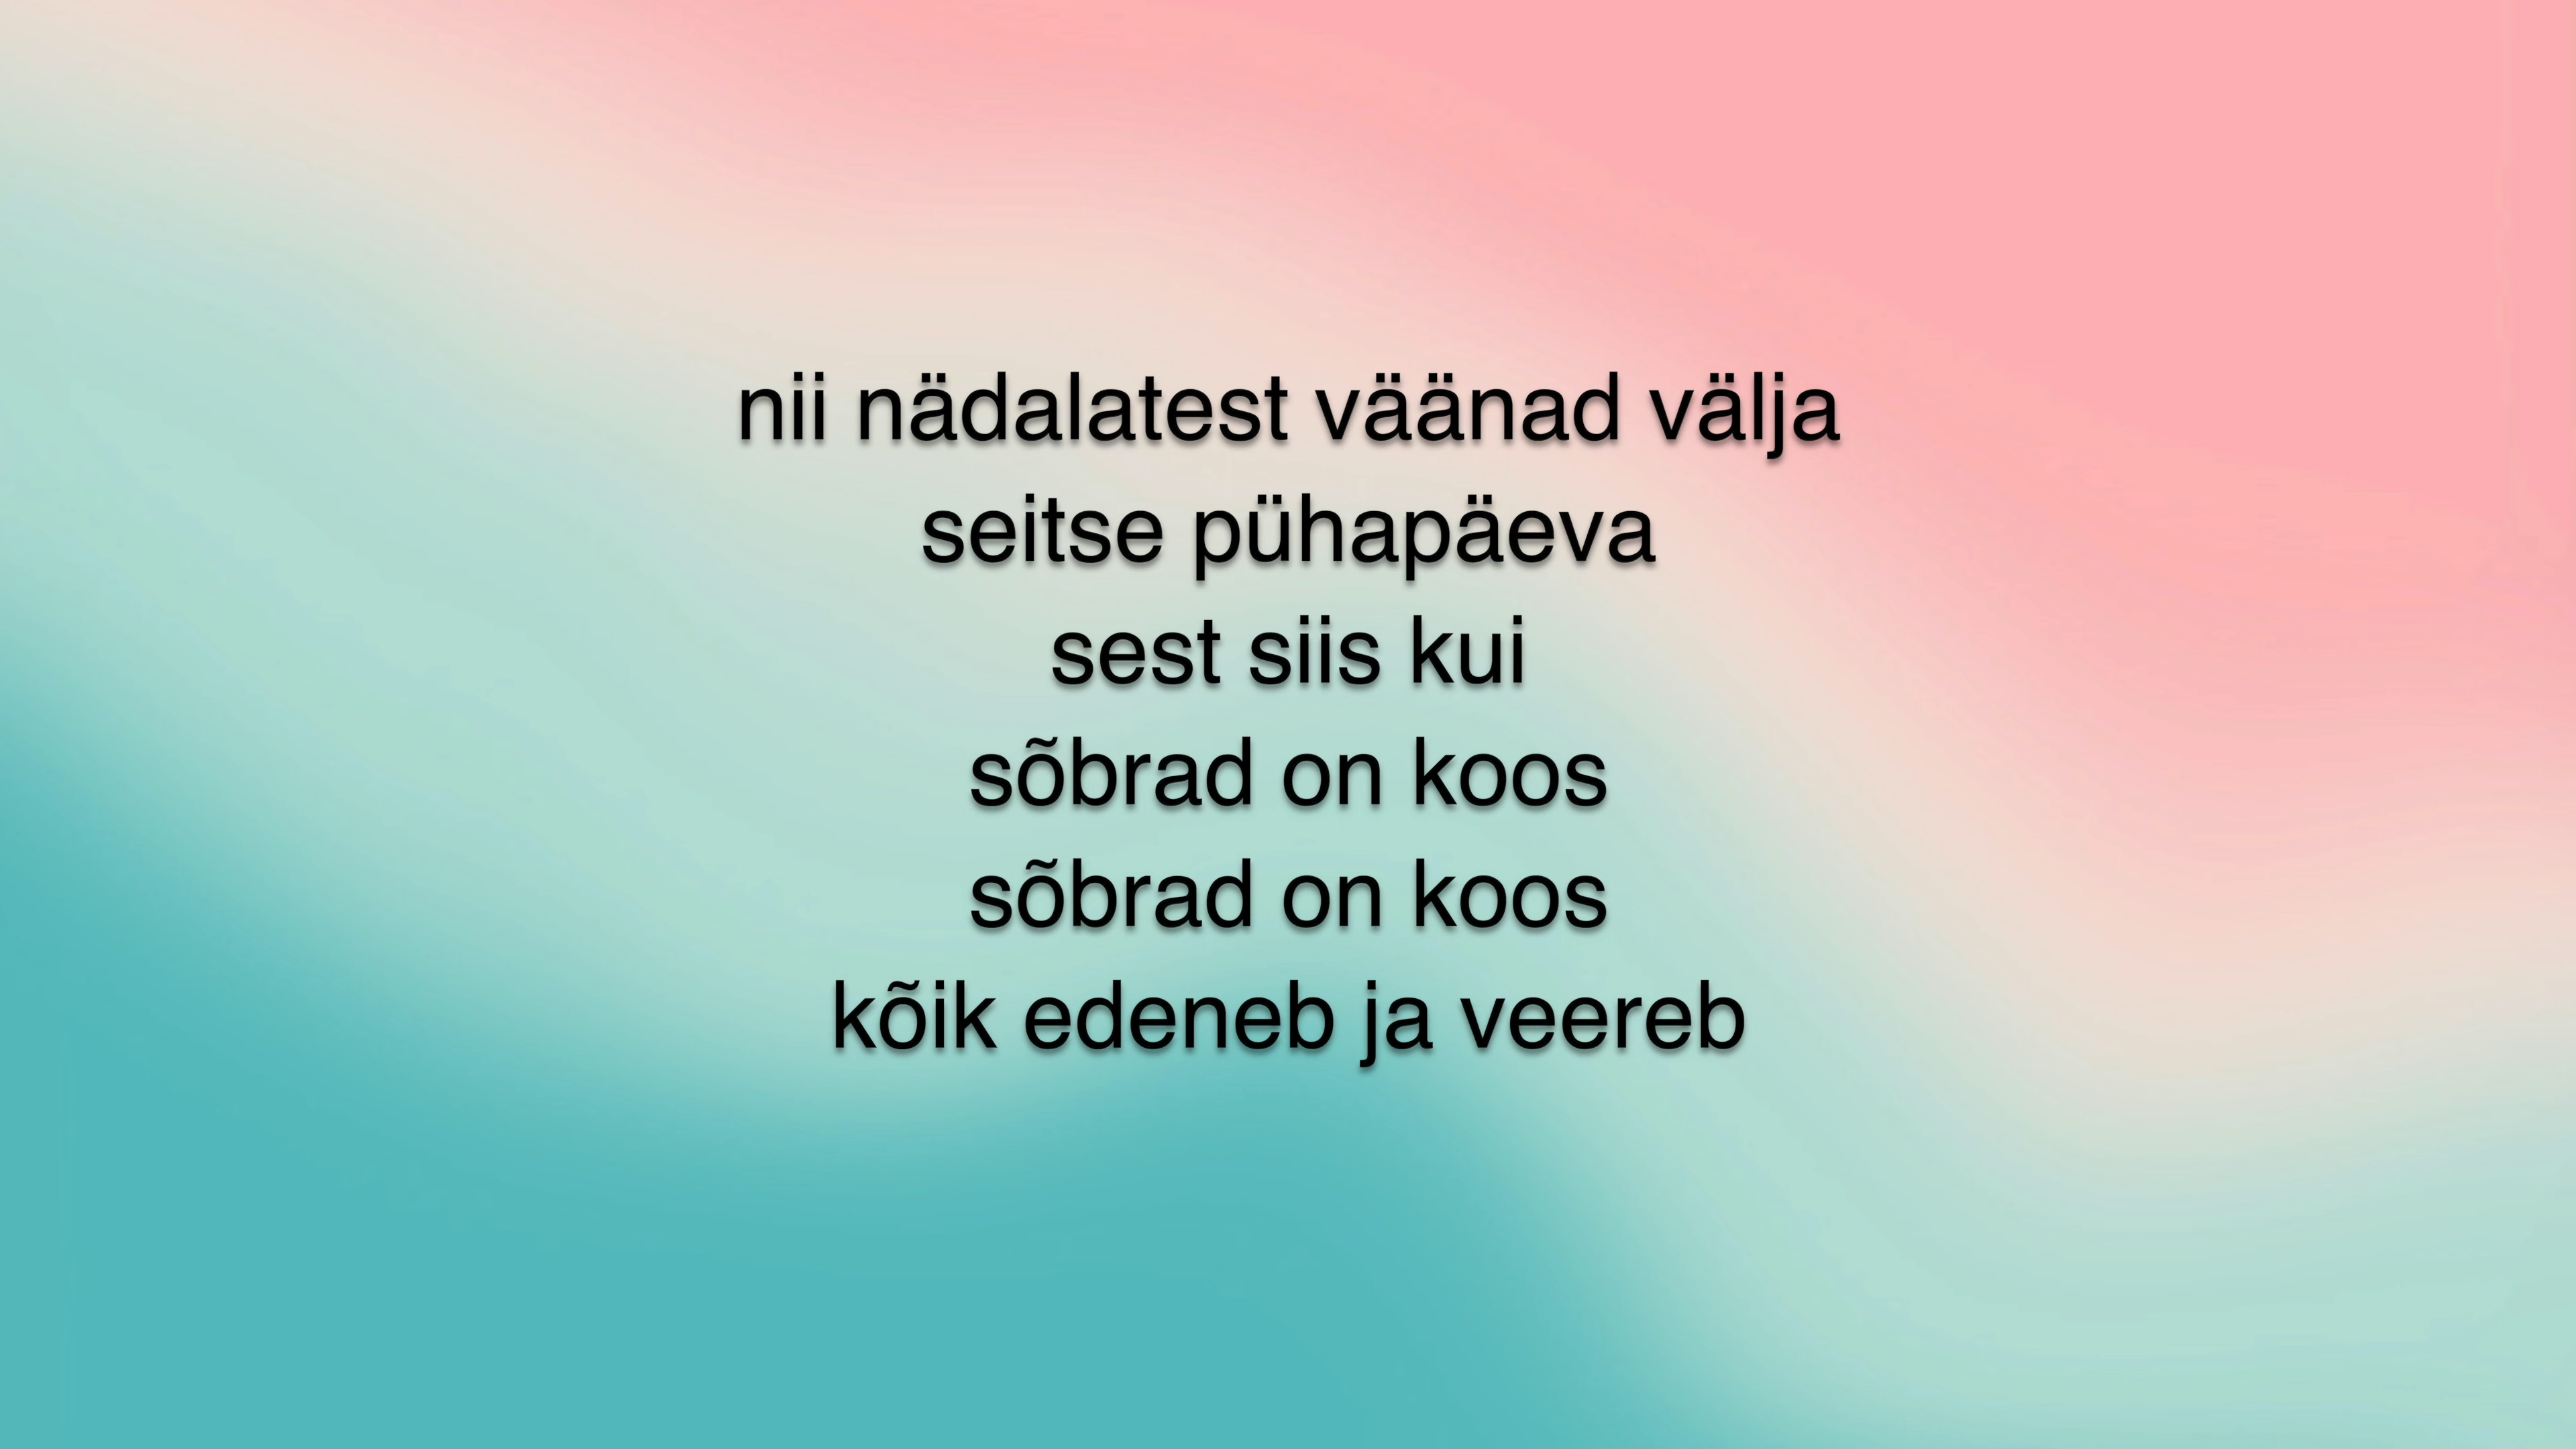 nii nädalatest väänad välja
seitse pühapäeva
sest siis kui
sõbrad on koos
sõbrad on koos
kõik edeneb ja veereb